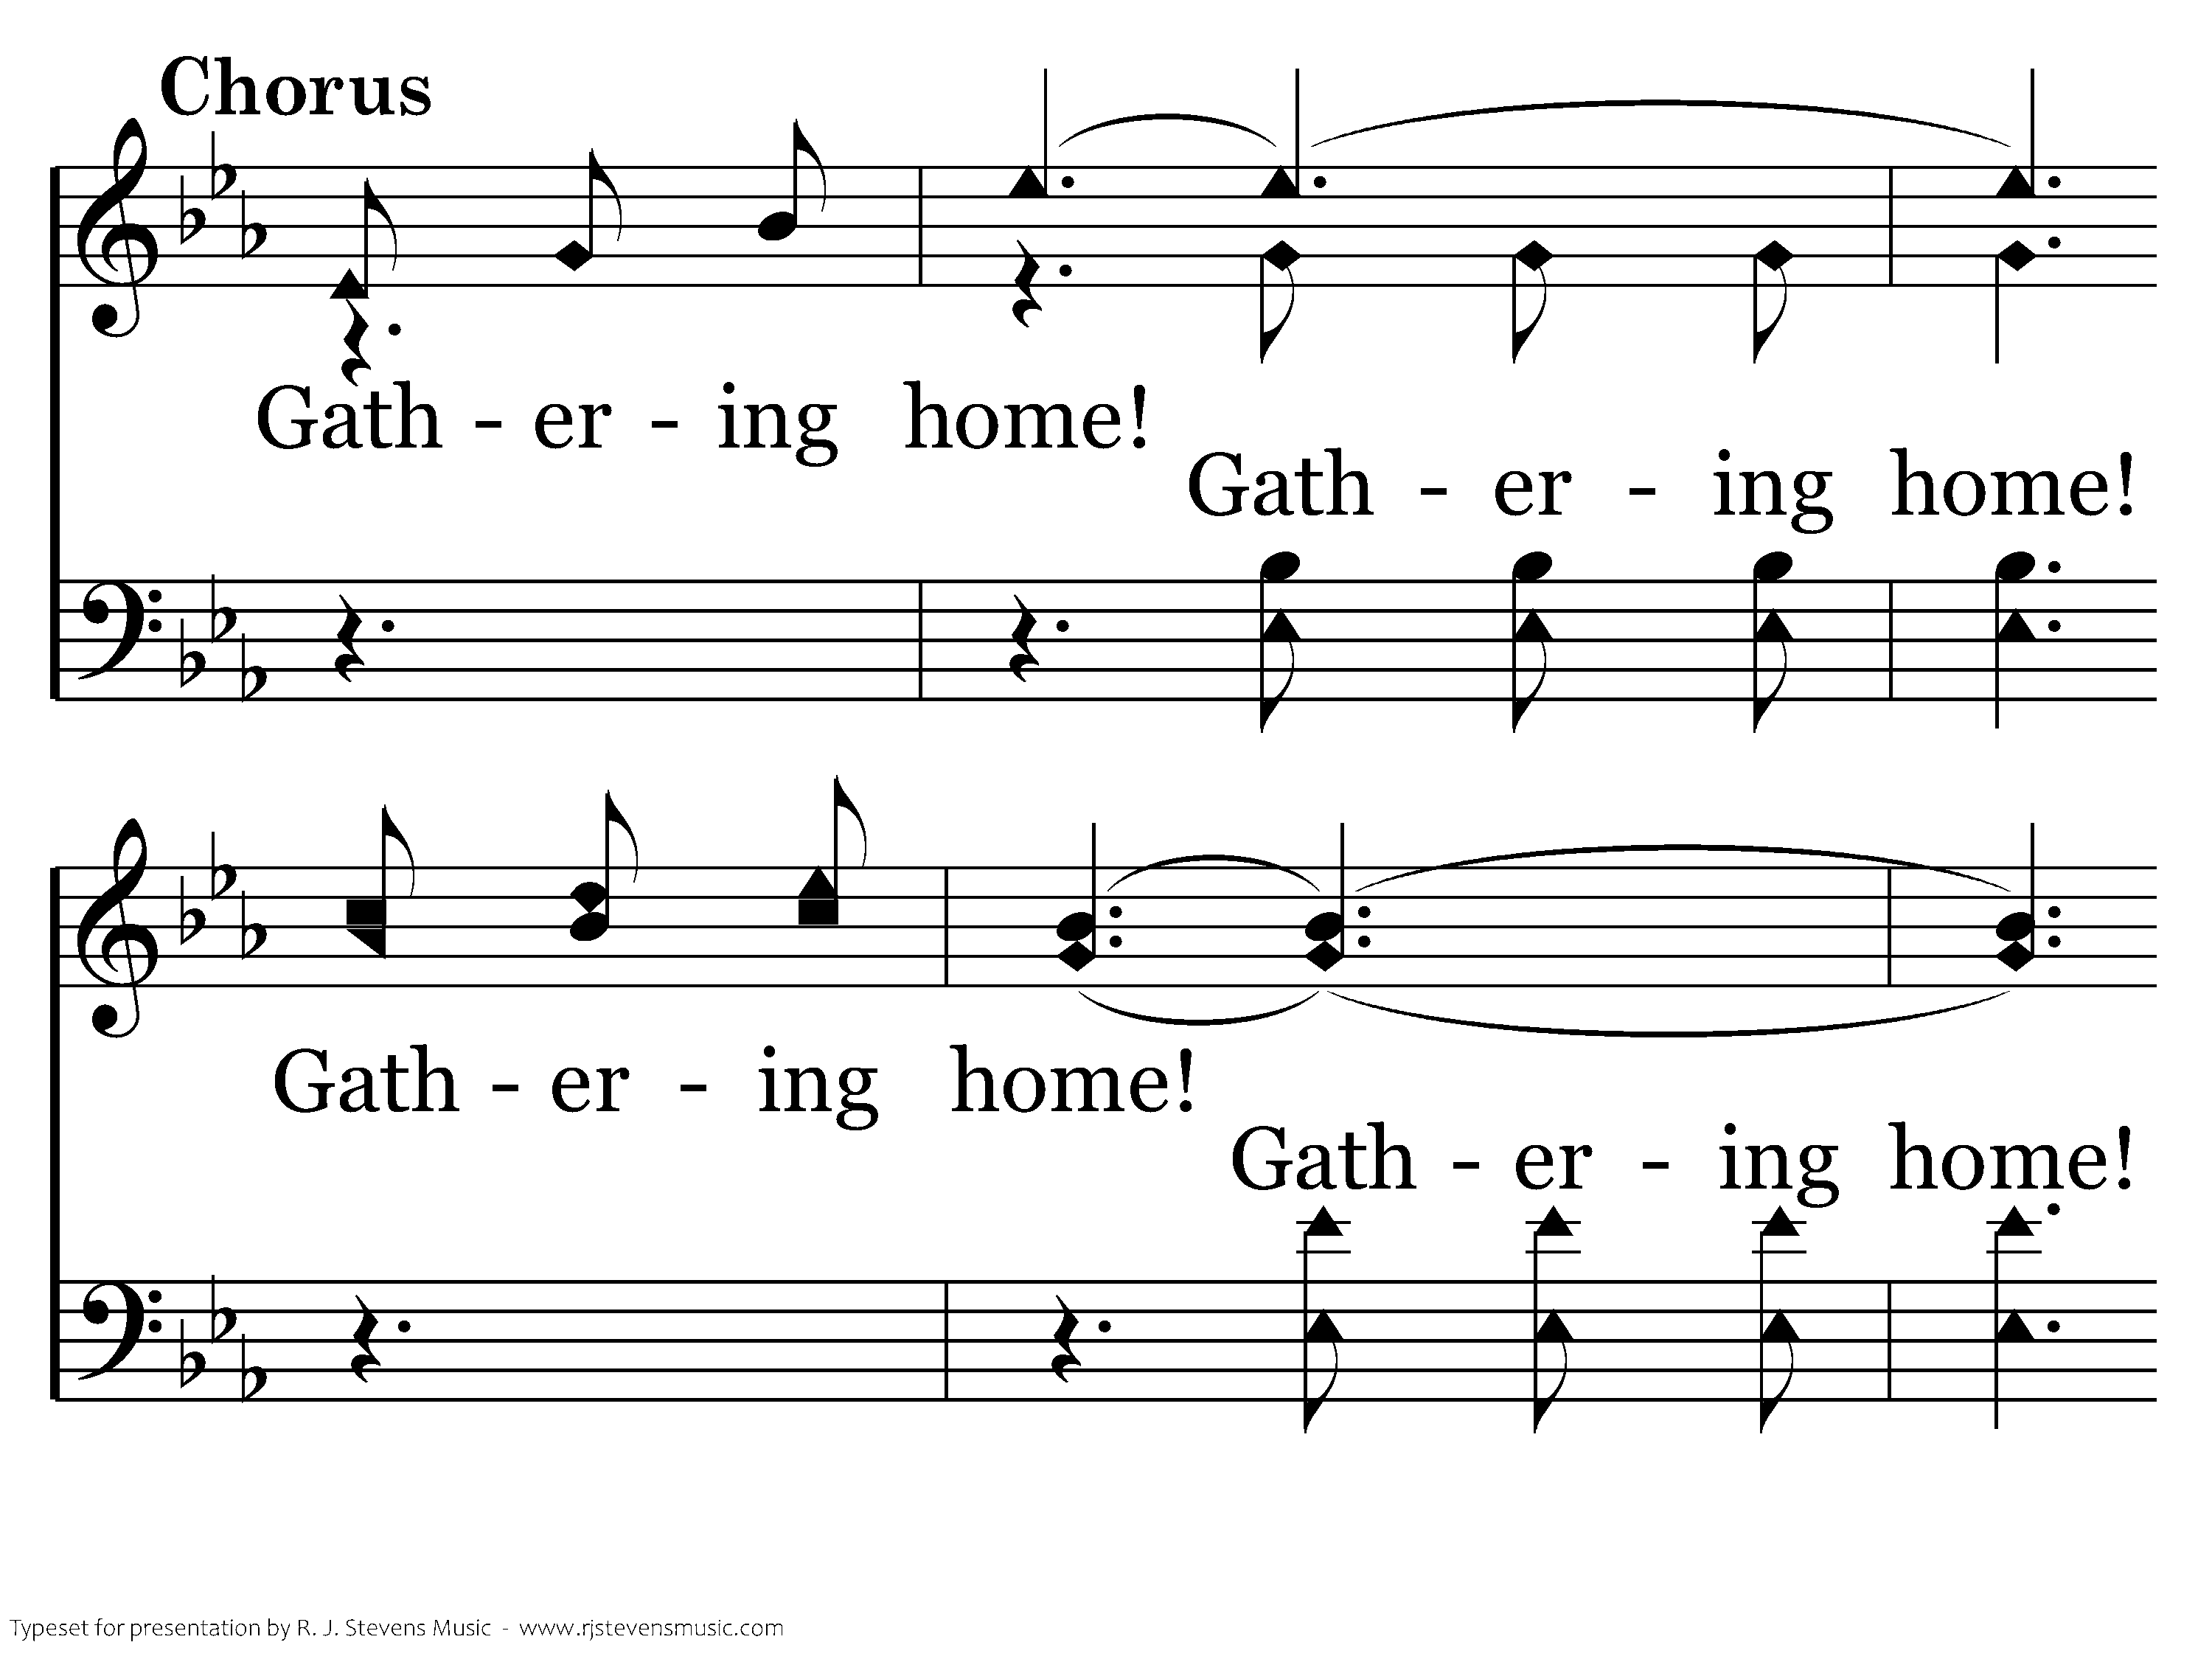 Chorus
Gath - er - ing home!
Gath - er - ing home!
Gath - er - ing home!
Gath - er - ing home!
Typeset for presentation by R. J. Stevens Music - www.rjstevensmusic.com